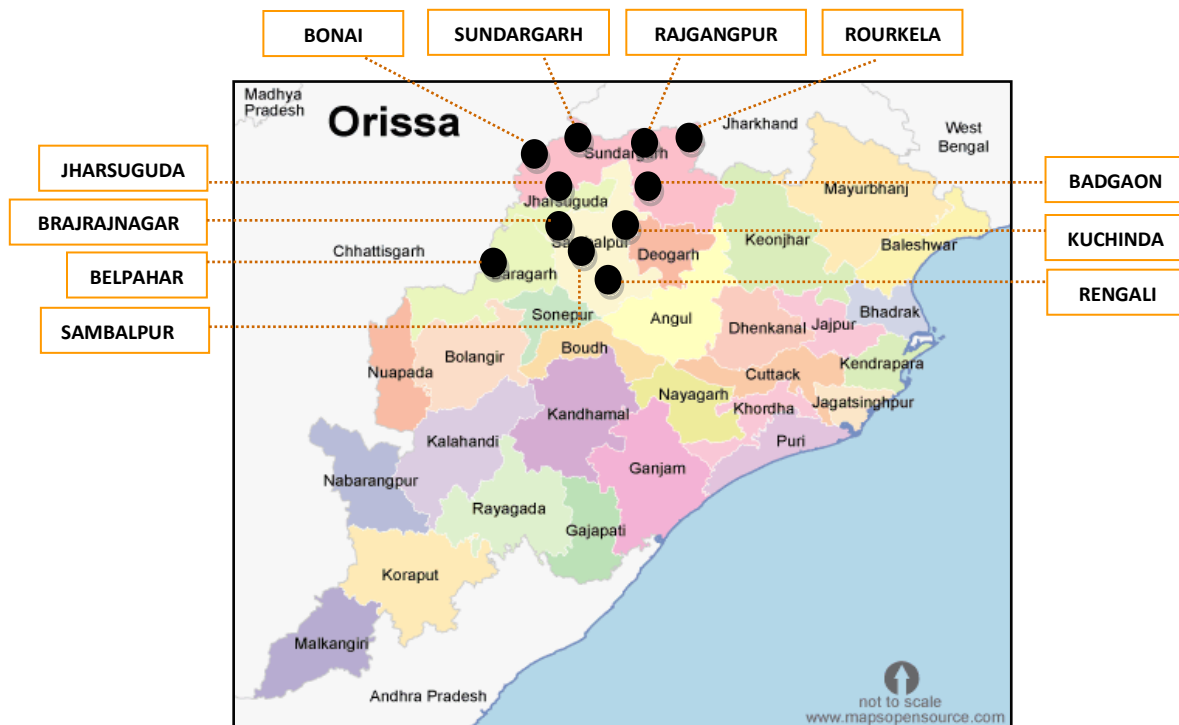 BONAI
SUNDARGARH
RAJGANGPUR
ROURKELA
Madhya
Pradesh
Orissa
Jharkhand
West
Bengal
Sundargarh
JHARSUGUDA
BADGAON
Mayurbhanj
Jharsuguda
BRAJRAJNAGAR
KUCHINDA
Chhattisgarh
Sambalpur
Deogarh
Keonjhar
Baleshwar
BELPAHAR
Baragarh
RENGALI
SAMBALPUR
Sonepur
Angul
Dhenkanal
Jajpur
Bhadrak
Nuapada
Bolangir
Boudh
Cuttack
Kendrapara
Kandhamal
Nayagarh
Khordha
Jagatsinghpur
Kalahandi
Puri
Nabarangpur
Ganjam
Rayagada
Gajapati
Koraput
Malkangiri
Andhra Pradesh
not to scale
www.mapsopensource.com